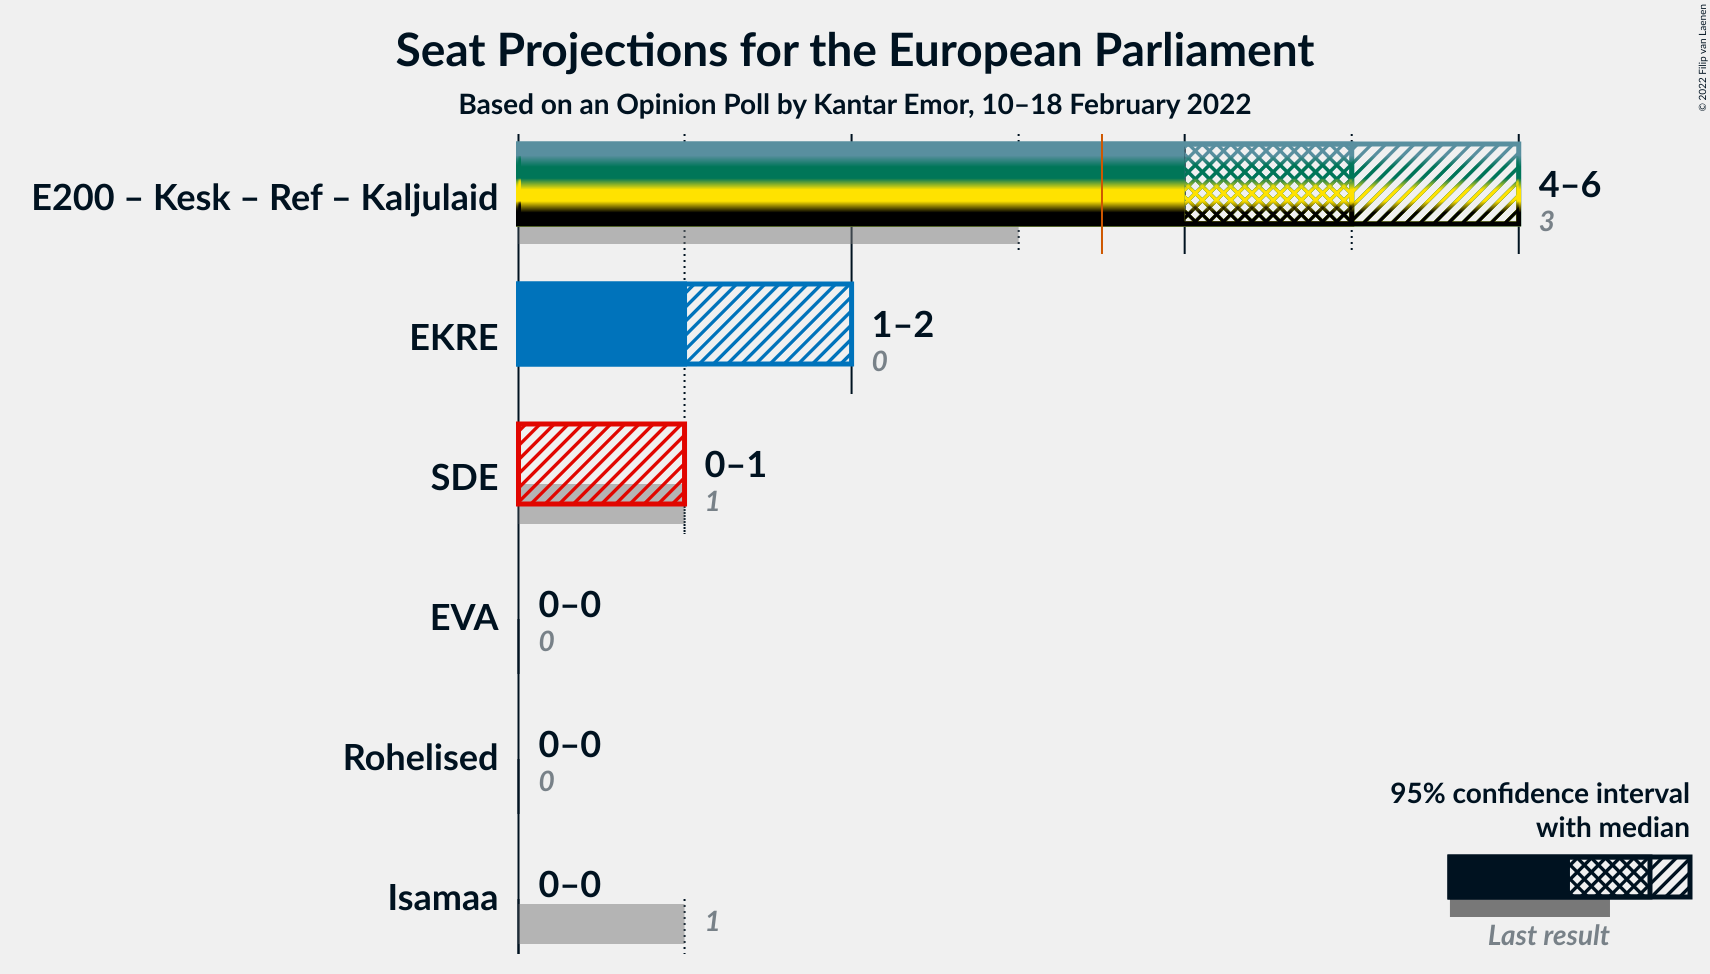 Seat Projections for the European Parliament
Based on an Opinion Poll by Kantar Emor, 10–18 February 2022
© 2022 Filip van Laenen
E200 – Kesk – Ref – Kaljulaid
4–6
3
EKRE
1–2
0
SDE
0–1
1
EVA
0–0
0
Rohelised
0–0
0
Isamaa
0–0
1
95% confidence interval
with median
Last result